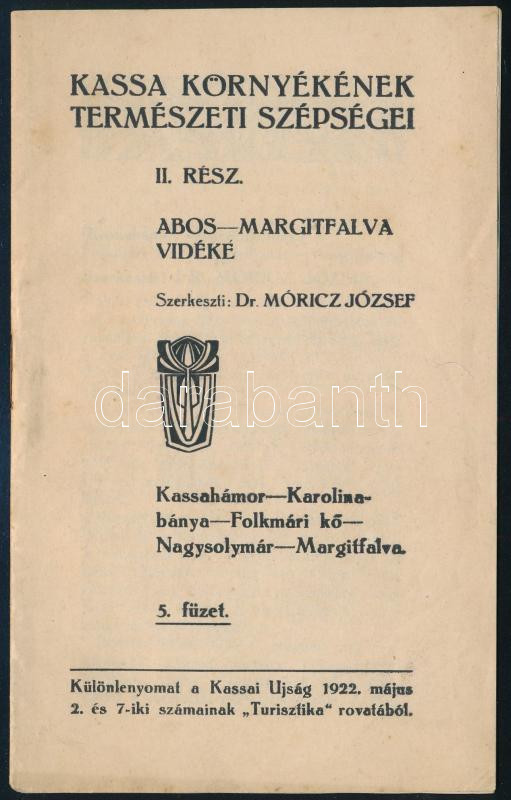 KASSA KÖRNYÉKÉNEK
TERMÉSZETI SZÉPSÉGEI
II. RÉSZ.
ABOS—MARGITFALVA
VIDÉKE
Szerkeszti: Dr. MÓRICZ JÓZSEF
darabanth
Kassahámor—Karolina-
bánya—Folkmári kő—
Nagysolymár—Margitfalva.
5. füzet.
Különlenyomat a Kassai Ujság 1922. május
2. és 7-iki számainak „Turisztika" rovatából.